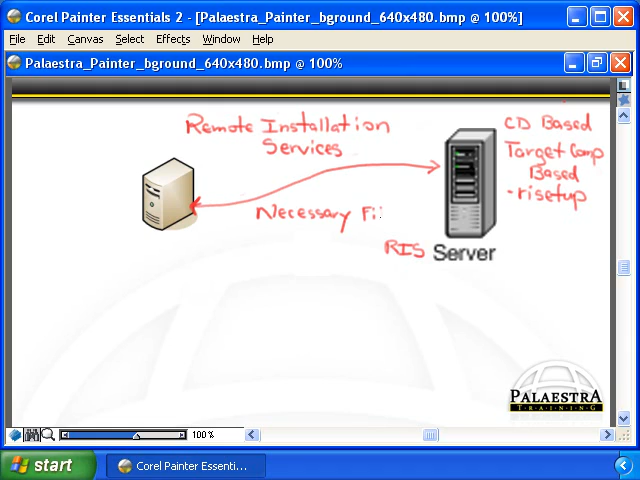 Corel Painter Essentials 2 - [Palaestra_Painter_bground_640x480.bmp @ 100%]
File Edit Canvas Select Effects Window Help
Palaestra_Painter_bground_640x480.bmp @ 100%
Remote Installation
Services
CD Based
Target Comp
Based
-risetup
Necessary Fi
RIS Server
PALAESTRA
TRAINING
100%
start
Corel Painter Essenti...